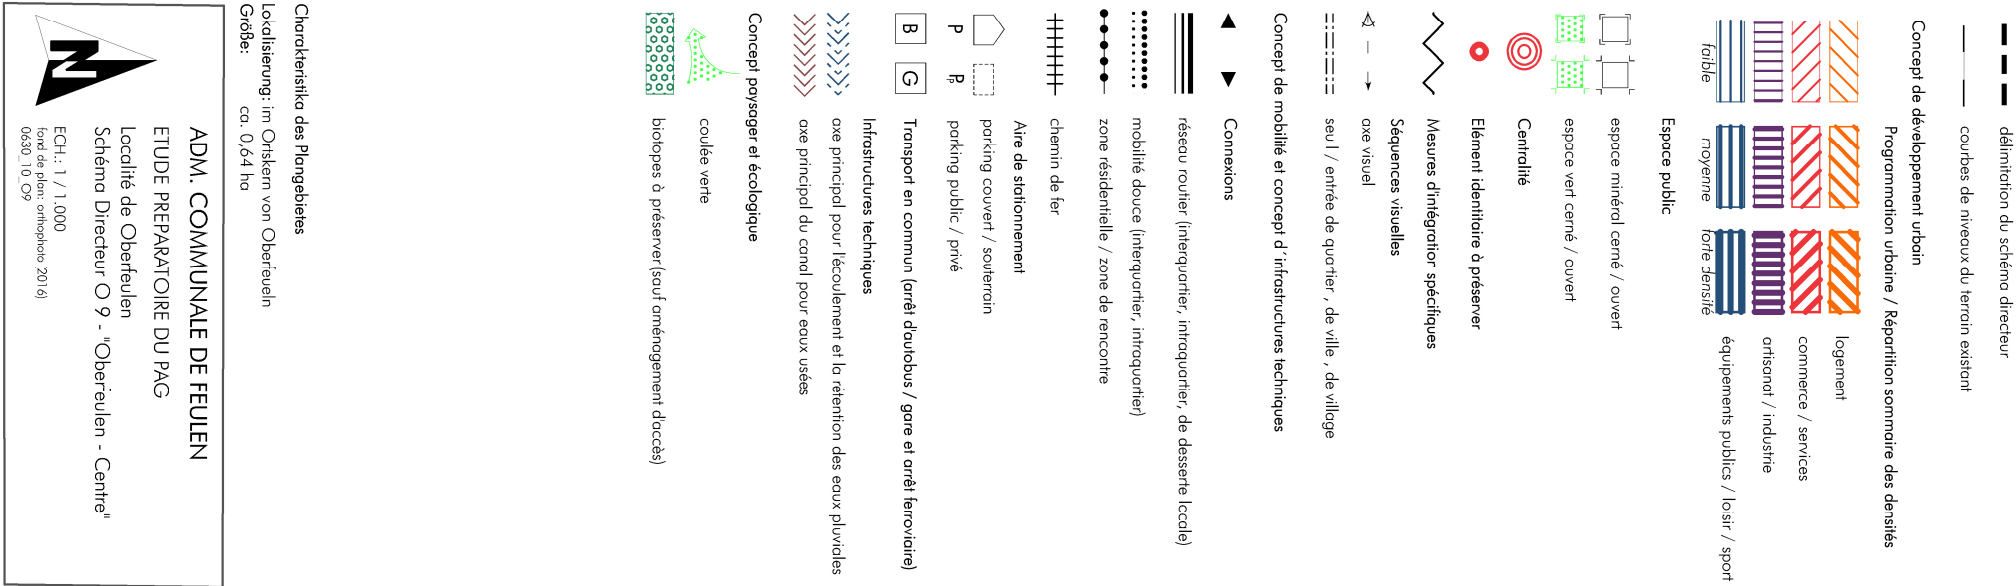 délimitation du schéma directeur
courbes de niveaux du terrain existant
Concept de développement urbain
Programmation urbaine / Répartition sommaire des densités
logement
commerce / services
artisanat / industrie
équipements publics / loisir / sport
faible
moyenne
forte densité
Espace public
espace minéral cerné / ouvert
espace vert cerné / ouvert
Centralité
Elément identitaire à préserver
Mesures d'intégration spécifiques
Séquences visuelles
axe visuel
seul / entrée de quartier , de ville , de village
Concept de mobilité et concept d'infrastructures techniques
Connexions
réseau routier (interquartier, intraquartier, de desserte locale)
mobilité douce (interquartier, intraquartier)
zone résidentielle / zone de rencontre
chemin de fer
Aire de stationnement
parking couvert / souterrain
P Pp parking public / privé
B G Transport en commun (arrêt d'autobus / gare et arrêt ferroviaire)
Infrastructures techniques
axe principal pour l'écoulement et la rétention des eaux pluviales
axe principal du canal pour eaux usées
Concept paysager et écologique
coulée verte
biotopes à préserver(sauf aménagement d'accès)
Charakteristika des Plangebietes
Lokalisierung: im Ortskern von Oberfeueln
Größe: ca. 0,64 ha
ADM. COMMUNALE DE FEULEN
ETUDE PREPARATOIRE DU PAG
Localité de Oberfeulen
Schéma Directeur O 9 - "Oberfeulen - Centre"
ECH.: 1 / 1.000
fond de plan: orthophoto 2016)
0630_10_O9
N